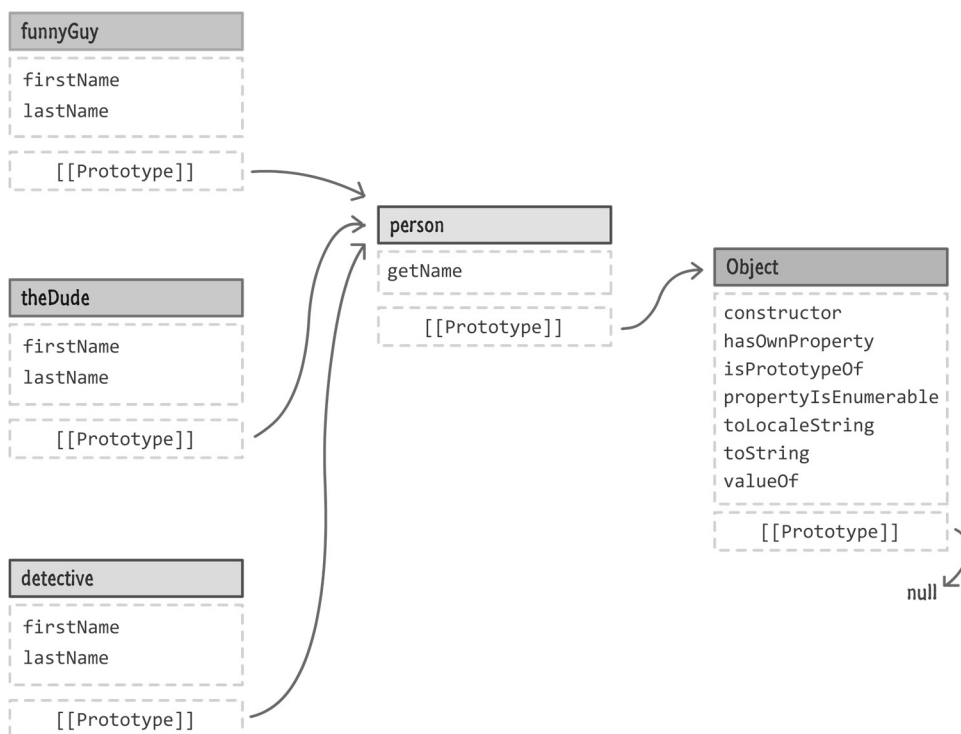 funnyGuy
firstName
lastName
[[Prototype]]
theDude
firstName
lastName
[[Prototype]]
detective
firstName
lastName
[[Prototype]]
person
getName
[[Prototype]]
Object
constructor
hasOwnProperty
isPrototypeOf
propertyIsEnumerable
toLocaleString
toString
valueOf
[[Prototype]]
null